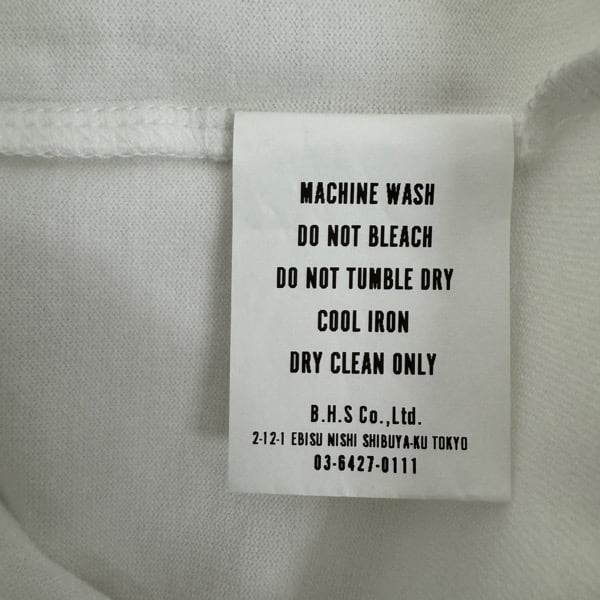 MACHINE WASH
DO NOT BLEACH
DO NOT TUMBLE DRY
COOL IRON
DRY CLEAN ONLY
B.H.S Co.,Ltd.
2-12-1 EBISU NISHI SHIBUYA-KU TOKYO
03-6427-0111